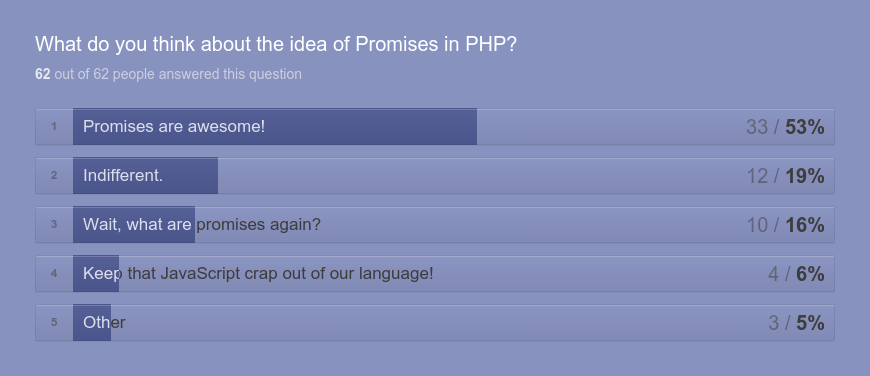 What do you think about the idea of Promises in PHP?
62 out of 62 people answered this question
1 Promises are awesome! 33 / 53%
2 Indifferent. 12 / 19%
3 Wait, what are promises again? 10 / 16%
4 Keep that JavaScript crap out of our language! 4 / 6%
5 Other 3 / 5%